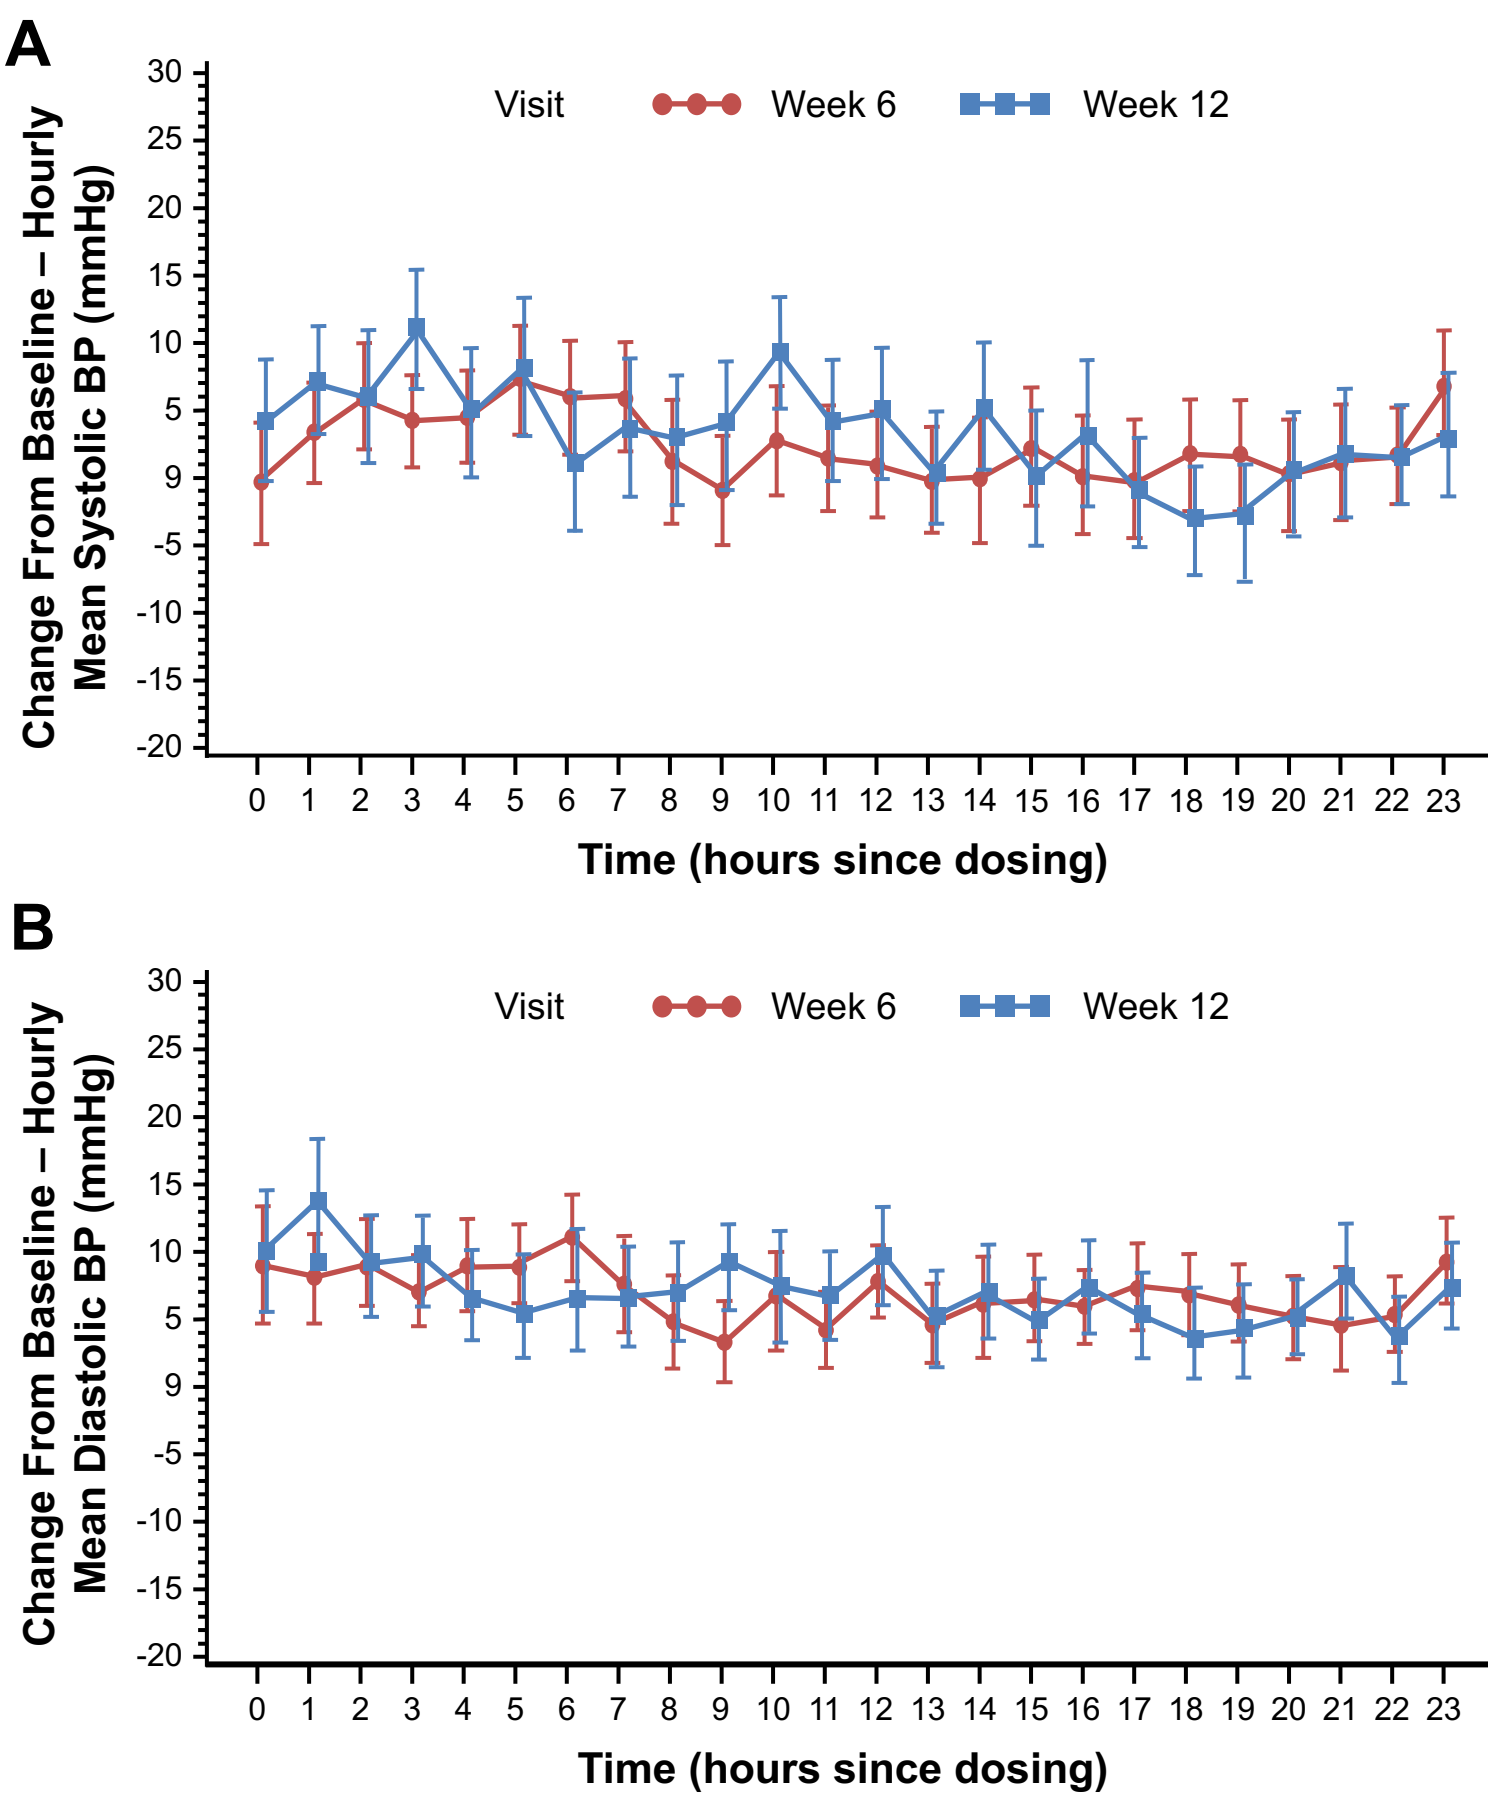 A
Change From Baseline – Hourly
Mean Systolic BP (mmHg)
Visit Week 6 Week 12
30
25
20
15
10
5
9
-5
-10
-15
-20
0 1 2 3 4 5 6 7 8 9 10 11 12 13 14 15 16 17 18 19 20 21 22 23
Time (hours since dosing)
B
Change From Baseline – Hourly
Mean Diastolic BP (mmHg)
Visit Week 6 Week 12
30
25
20
15
10
5
9
-5
-10
-15
-20
0 1 2 3 4 5 6 7 8 9 10 11 12 13 14 15 16 17 18 19 20 21 22 23
Time (hours since dosing)